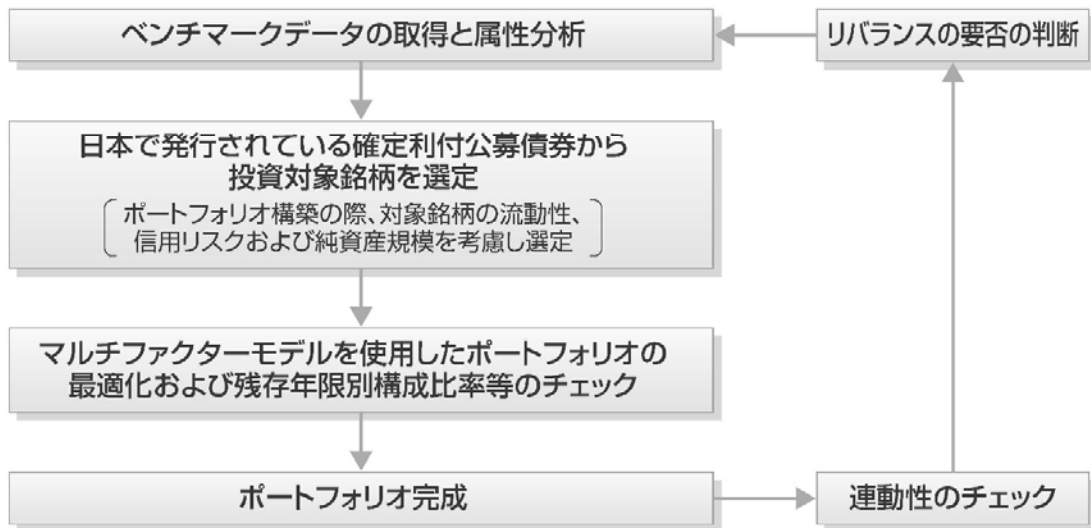 ベンチマークデータの取得と属性分析
リバランスの要否の判断
日本で発行されている確定利付公募債券から
投資対象銘柄を選定
ポートフォリオ構築の際、対象銘柄の流動性、
信用リスクおよび純資産規模を考慮し選定
マルチファクターモデルを使用したポートフォリオの
最適化および残存年限別構成比率等のチェック
ポートフォリオ完成
連動性のチェック